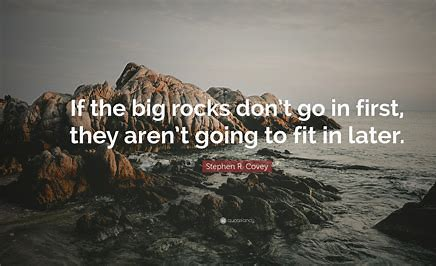 If the big rocks don't go in first,
they aren't going to fit in later.
Stephen R. Covey
quotefancy